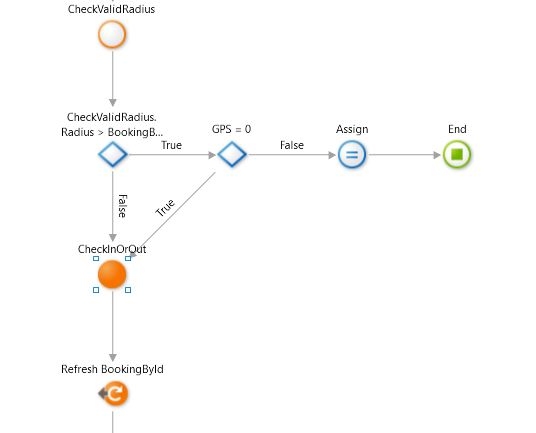 CheckValidRadius
CheckValidRadius.
Radius > BookingB...
True
GPS = 0
False
Assign
End
False
True
CheckInOrOut
Refresh BookingById